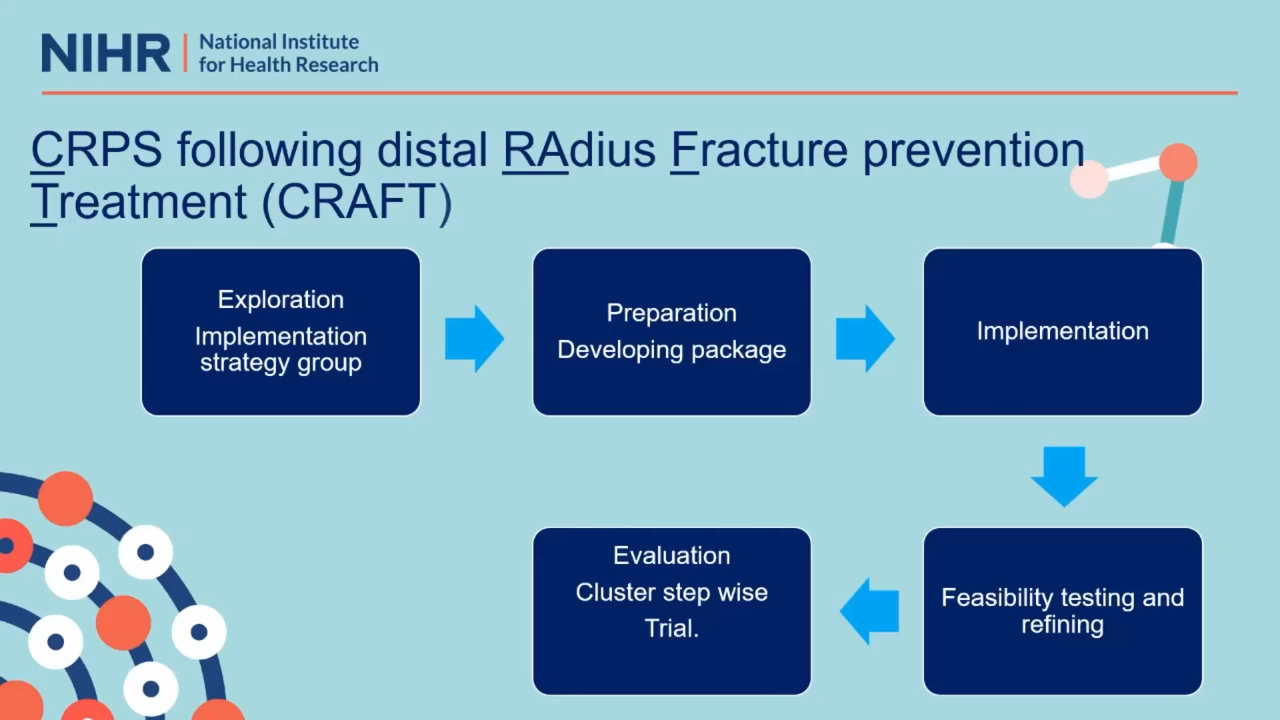 NIHR | National Institute
for Health Research
CRPS following distal RAdius Fracture prevention
Treatment (CRAFT)
Exploration
Implementation
strategy group
Preparation
Developing package
Implementation
Feasibility testing and
refining
Evaluation
Cluster step wise
Trial.